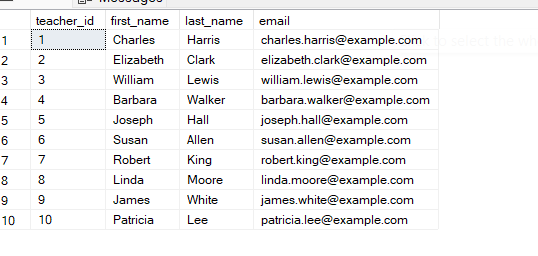 Messages
teacher_id first_name last_name email
1 1 Charles Harris charles.harris@example.com
2 2 Elizabeth Clark elizabeth.clark@example.com
3 3 William Lewis william.lewis@example.com
4 4 Barbara Walker barbara.walker@example.com
5 5 Joseph Hall joseph.hall@example.com
6 6 Susan Allen susan.allen@example.com
7 7 Robert King robert.king@example.com
8 8 Linda Moore linda.moore@example.com
9 9 James White james.white@example.com
10 10 Patricia Lee patricia.lee@example.com